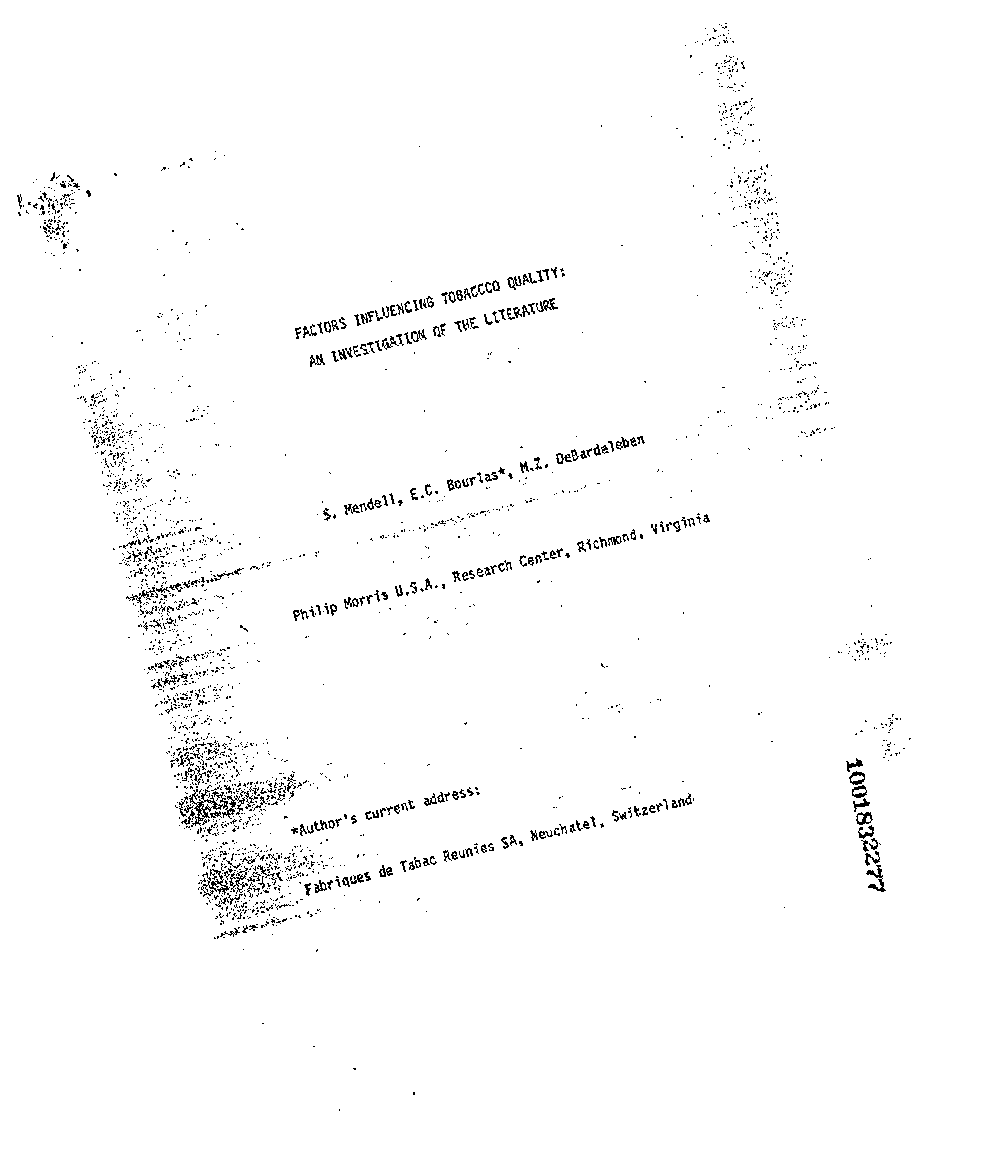 FACTORS INFLUENCING TOBACCCO QUALITY:
AN INVESTIGATION OF THE LITERATURE
S. Mendell, E.C. Bourlas*, M.Z. DeBardeleben
Philip Morris U.S.A., Research Center, Richmond, Virginia
*Author's current address:
Fabriques de Tabac Reunies SA, Neuchatel, Switzerland
1001832277